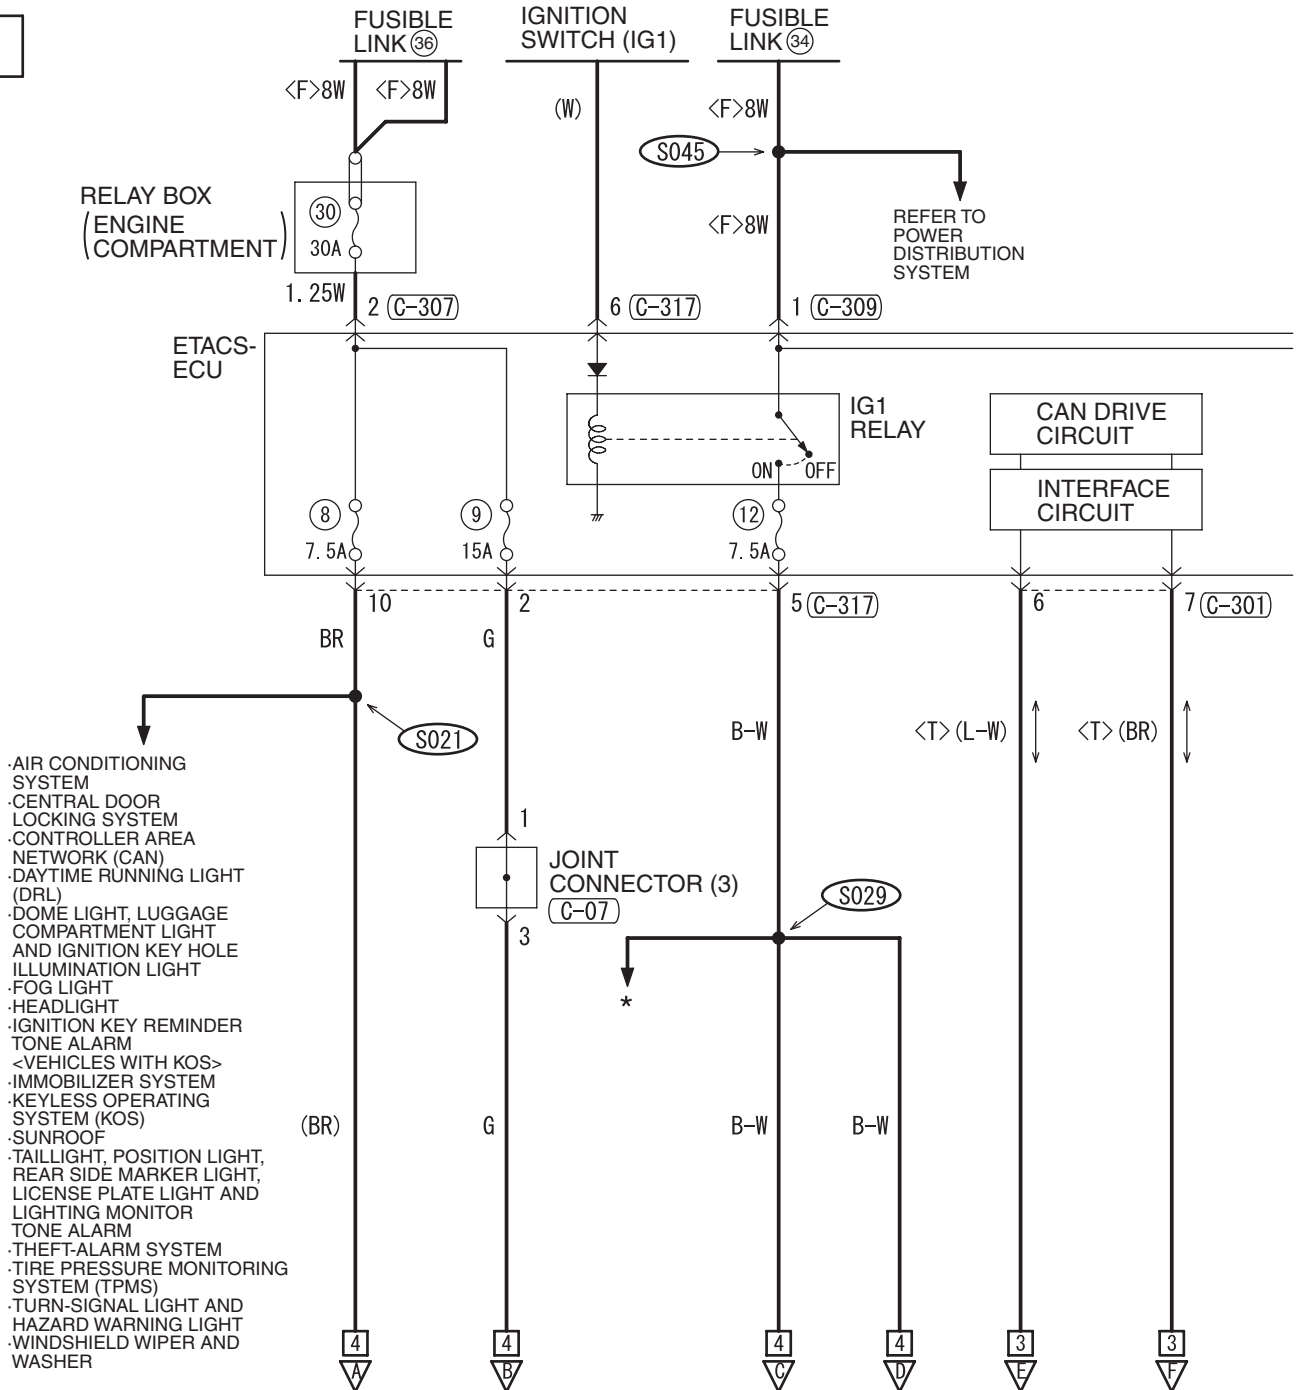 FUSIBLE
LINK 36
IGNITION
SWITCH (IG1)
FUSIBLE
LINK 34
<F>8W
<F>8W
(W)
<F>8W
S045
RELAY BOX
(ENGINE
COMPARTMENT)
30
30A
<F>8W
REFER TO
POWER
DISTRIBUTION
SYSTEM
1.25W
2 C-307
6 C-317
1 C-309
ETACS-
ECU
IG1
RELAY
CAN DRIVE
CIRCUIT
ON
OFF
INTERFACE
CIRCUIT
8
7.5A
9
15A
12
7.5A
10
2
5 C-317
6
7 C-301
BR
G
S021
B-W
<T>(L-W)
<T>(BR)
·AIR CONDITIONING
SYSTEM
·CENTRAL DOOR
LOCKING SYSTEM
·CONTROLLER AREA
NETWORK (CAN)
·DAYTIME RUNNING LIGHT
(DRL)
·DOME LIGHT, LUGGAGE
COMPARTMENT LIGHT
AND IGNITION KEY HOLE
ILLUMINATION LIGHT
·FOG LIGHT
·HEADLIGHT
·IGNITION KEY REMINDER
TONE ALARM
<VEHICLES WITH KOS>
·IMMOBILIZER SYSTEM
·KEYLESS OPERATING
SYSTEM (KOS)
·SUNROOF
·TAILLIGHT, POSITION LIGHT,
REAR SIDE MARKER LIGHT,
LICENSE PLATE LIGHT AND
LIGHTING MONITOR
TONE ALARM
·THEFT-ALARM SYSTEM
·TIRE PRESSURE MONITORING
SYSTEM (TPMS)
·TURN-SIGNAL LIGHT AND
HAZARD WARNING LIGHT
·WINDSHIELD WIPER AND
WASHER
1
JOINT
CONNECTOR (3)
C-07
3
S029
*
(BR)
G
B-W
B-W
4
4
4
4
3
3
A
B
C
D
E
F